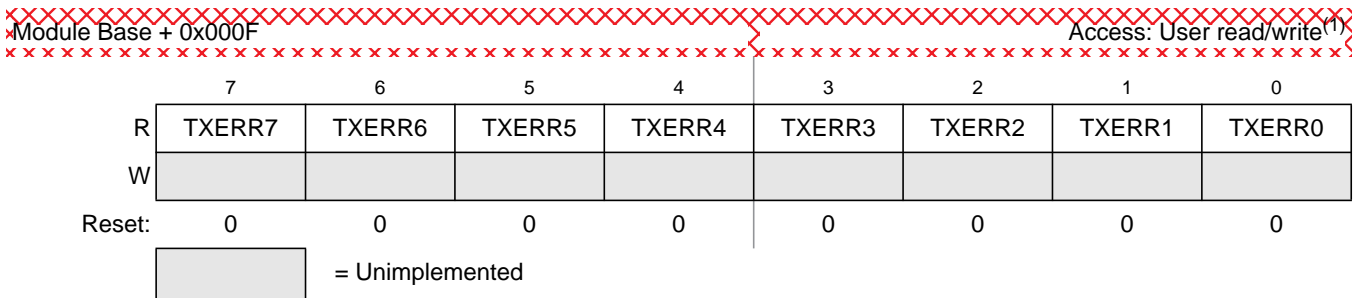 Module Base + 0x000F Access: User read/write(1)
7 6 5 4 3 2 1 0
R TXERR7 TXERR6 TXERR5 TXERR4 TXERR3 TXERR2 TXERR1 TXERR0
W
Reset: 0 0 0 0 0 0 0 0
= Unimplemented